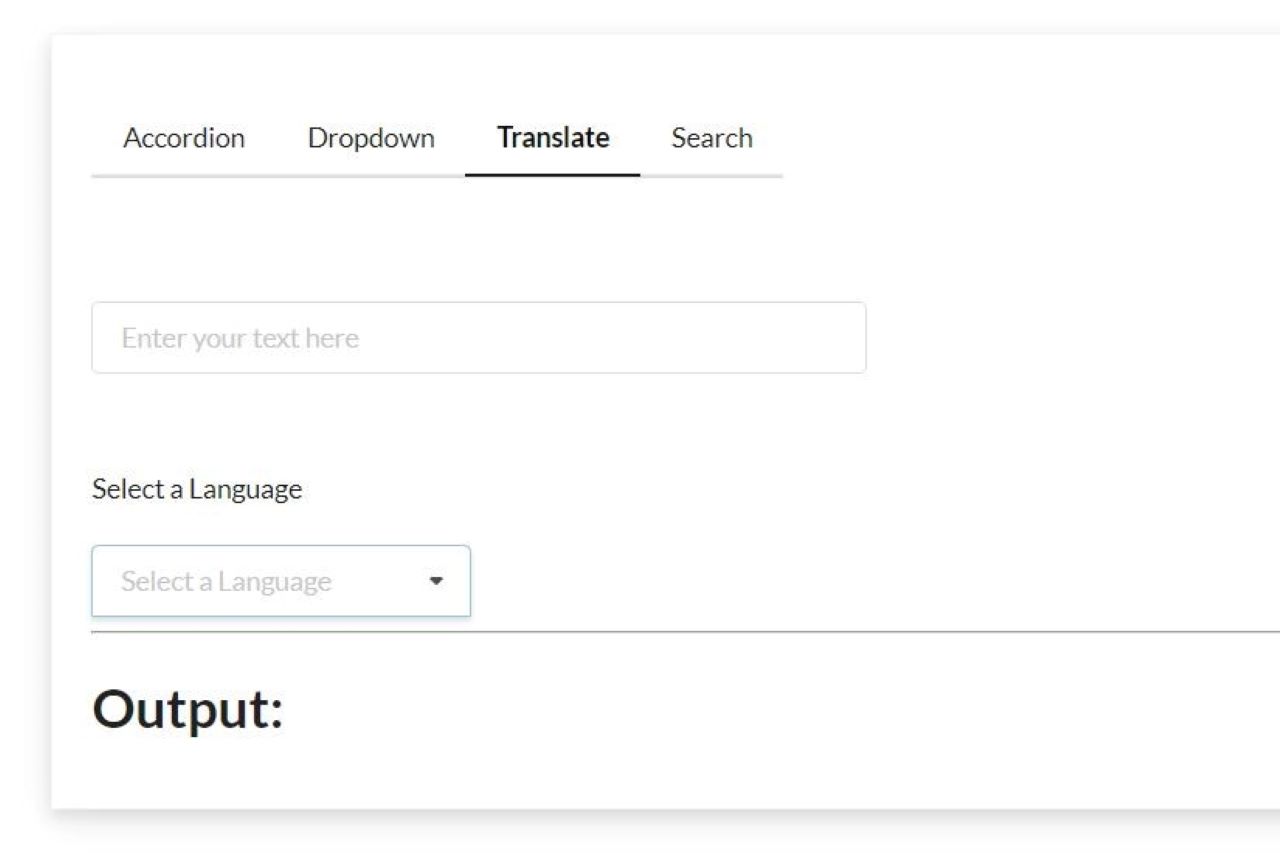 Accordion Dropdown Translate Search
Enter your text here
Select a Language
Select a Language
Output: